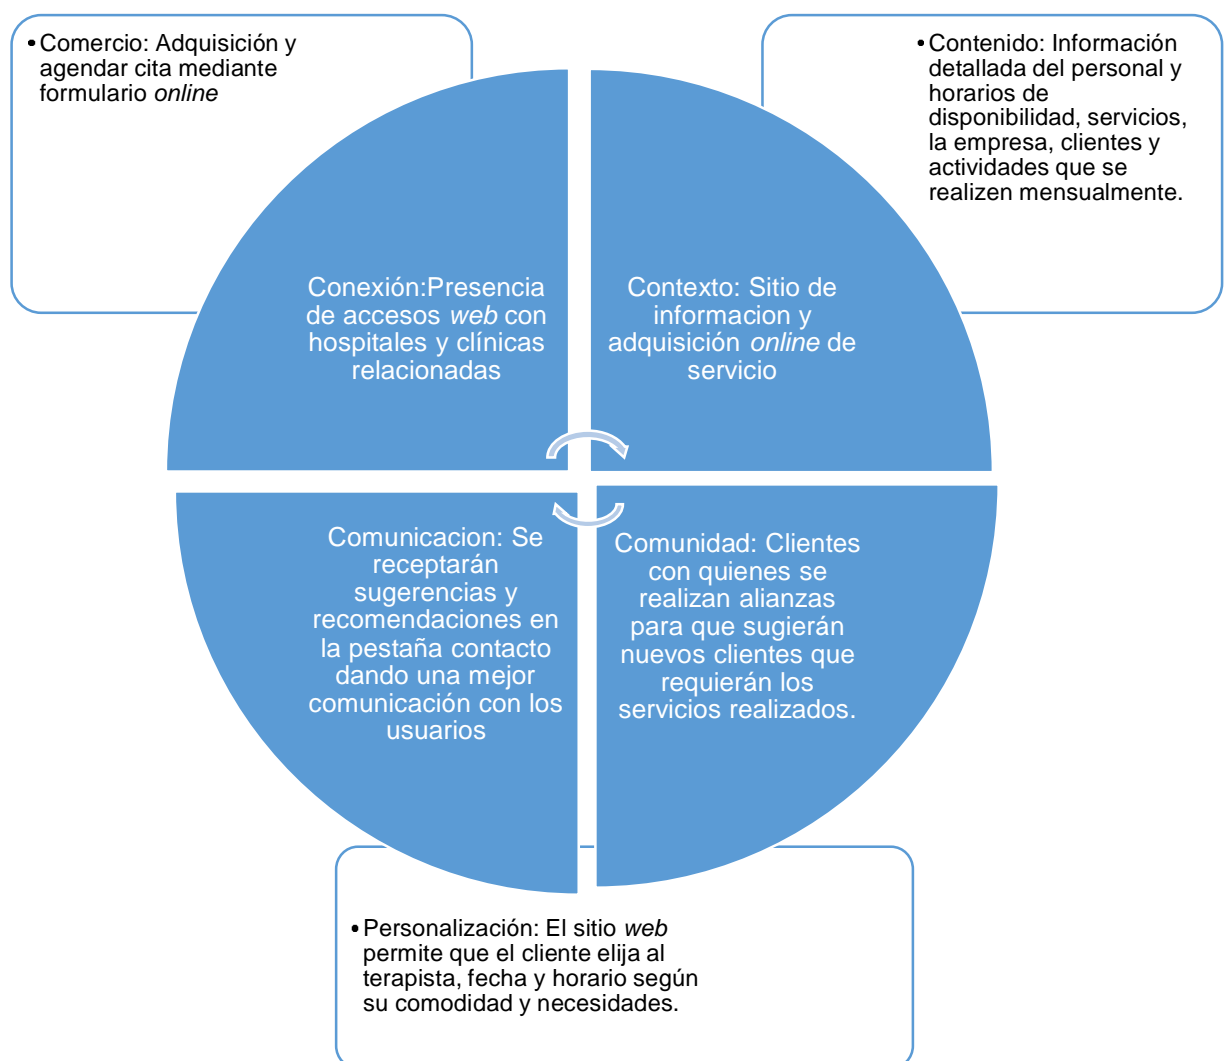 •Comercio: Adquisición y
agendar cita mediante
formulario online
•Contenido: Información
detallada del personal y
horarios de
disponibilidad, servicios,
la empresa, clientes y
actividades que se
realizen mensualmente.
Conexión:Presencia
de accesos web con
hospitales y clínicas
relacionadas
Contexto: Sitio de
informacion y
adquisición online de
servicio
Comunicacion: Se
receptarán
sugerencias y
recomendaciones en
la pestaña contacto
dando una mejor
comunicación con los
usuarios
Comunidad: Clientes
con quienes se
realizan alianzas
para que sugierán
nuevos clientes que
requierán los
servicios realizados.
•Personalización: El sitio web
permite que el cliente elija al
terapista, fecha y horario según
su comodidad y necesidades.